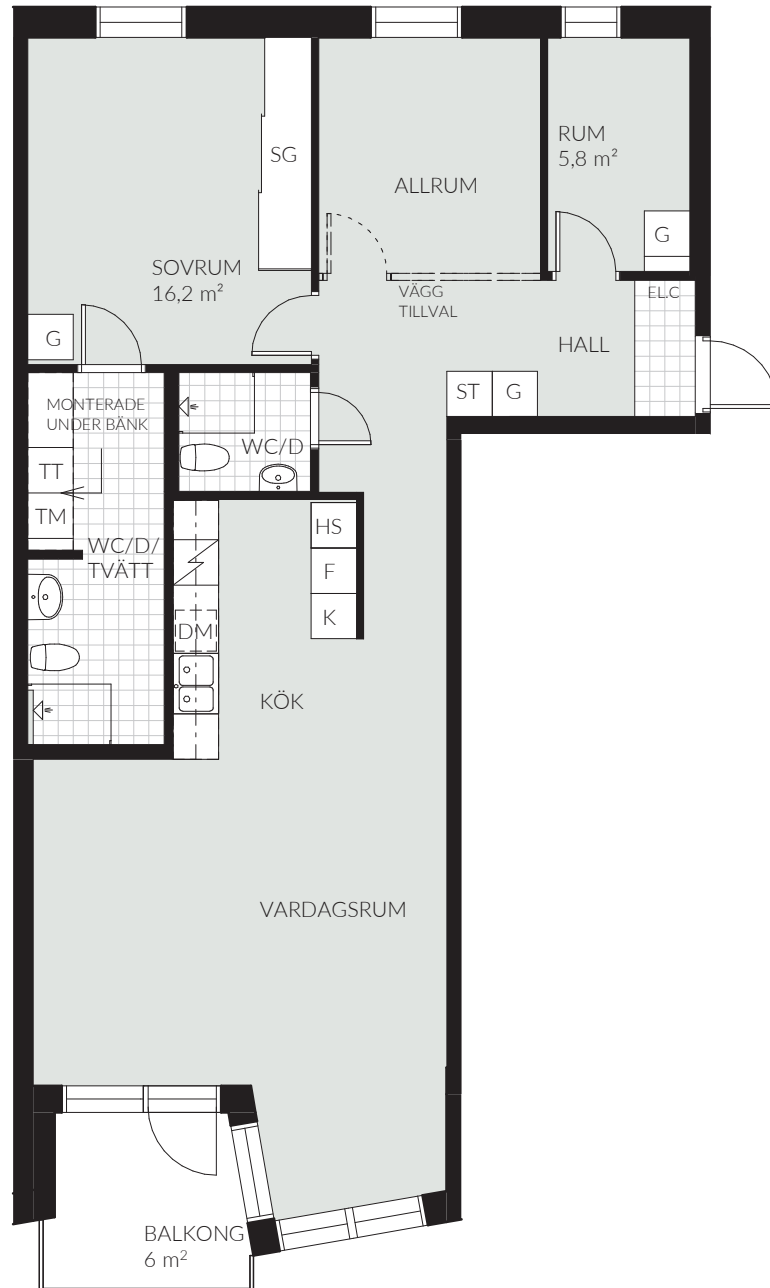 SG
RUM
5,8 m²
ALLRUM
G
SOVRUM
16,2 m²
VÄGG
TILLVAL
EL.C
G
HALL
ST
G
MONTERADE
UNDER BÄNK
WC/D
TT
TM
WC/D/
TVÄTT
HS
F
K
DM
KÖK
VARDAGSRUM
BALKONG
6 m²